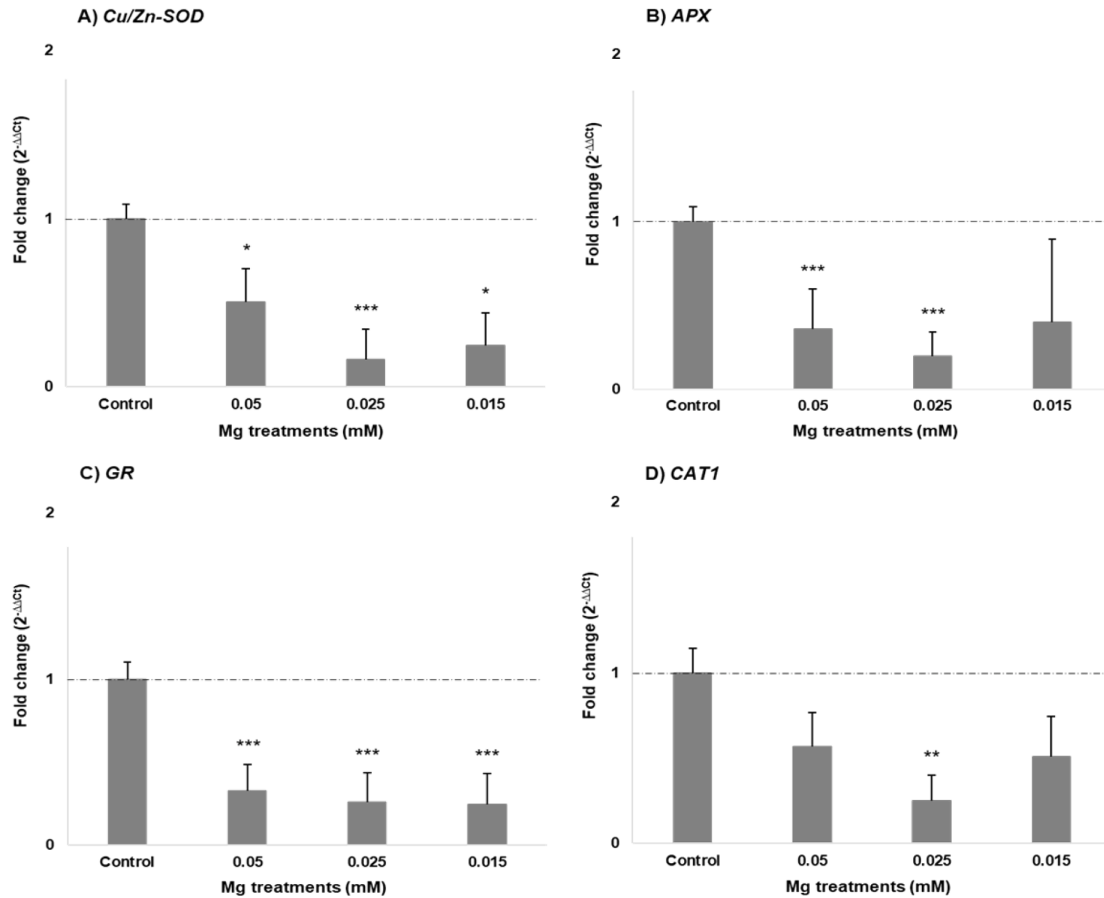 A) Cu/Zn-SOD
2
Fold change (2-ΔΔCt)
1
*
***
*
0
Control 0.05 0.025 0.015
Mg treatments (mM)
B) APX
2
Fold change (2-ΔΔCt)
1
***
***
0
Control 0.05 0.025 0.015
Mg treatments (mM)
C) GR
2
Fold change (2-ΔΔCt)
1
*** *** ***
0
Control 0.05 0.025 0.015
Mg treatments (mM)
D) CAT1
2
Fold change (2-ΔΔCt)
1
**
0
Control 0.05 0.025 0.015
Mg treatments (mM)